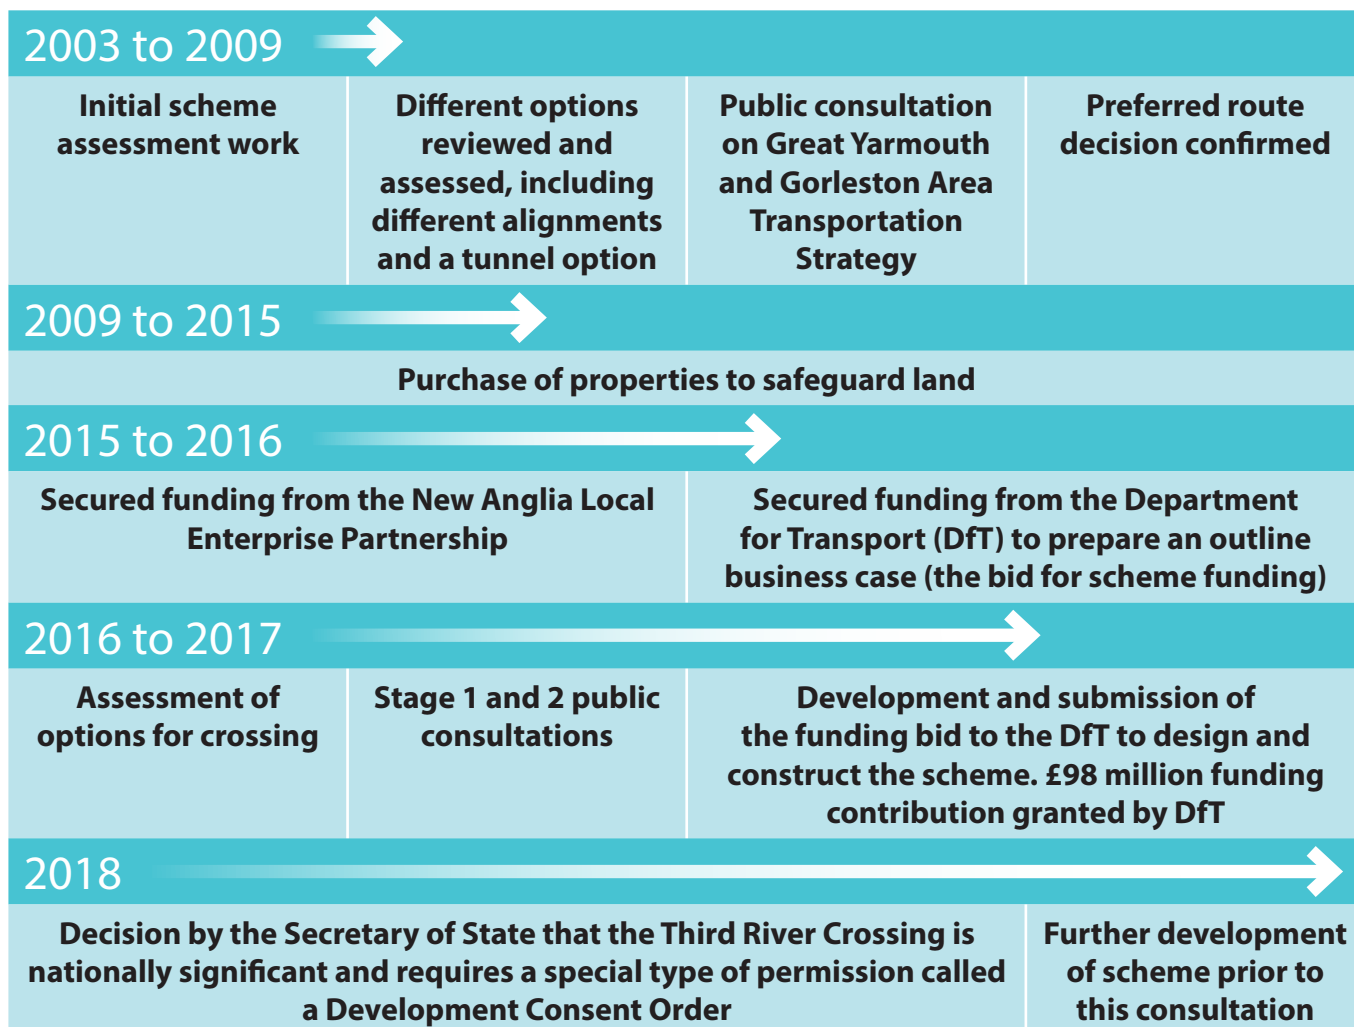 2003 to 2009
Initial scheme
assessment work
Different options
reviewed and
assessed, including
different alignments
and a tunnel option
Public consultation
on Great Yarmouth
and Gorleston Area
Transportation
Strategy
Preferred route
decision confirmed
2009 to 2015
Purchase of properties to safeguard land
2015 to 2016
Secured funding from the New Anglia Local
Enterprise Partnership
Secured funding from the Department
for Transport (DfT) to prepare an outline
business case (the bid for scheme funding)
2016 to 2017
Assessment of
options for crossing
Stage 1 and 2 public
consultations
Development and submission of
the funding bid to the DfT to design and
construct the scheme. £98 million funding
contribution granted by DfT
2018
Decision by the Secretary of State that the Third River Crossing is
nationally significant and requires a special type of permission called
a Development Consent Order
Further development
of scheme prior to
this consultation